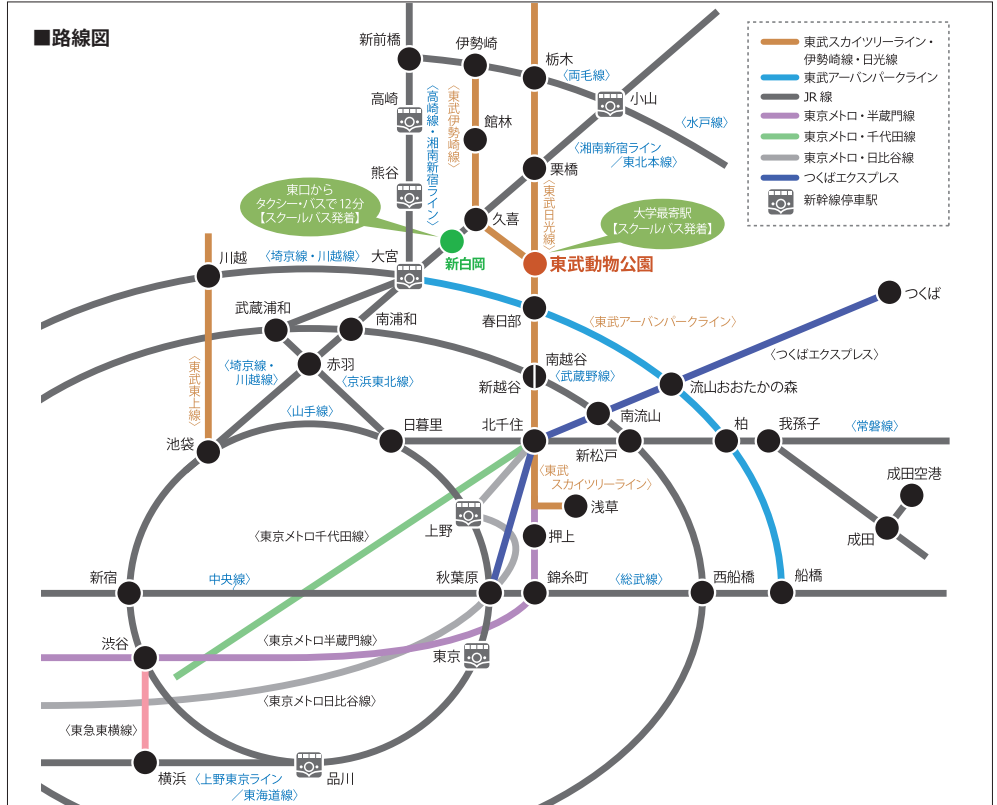 ■路線図
東武スカイツリーライン・
伊勢崎線・日光線
東武アーバンパークライン
JR 線
東京メトロ・半蔵門線
東京メトロ・千代田線
東京メトロ・日比谷線
つくばエクスプレス
新幹線停車駅
新前橋
伊勢崎
栃木
〈両毛線〉
小山
高崎
〈高崎線・湘南新宿ライン〉
〈東武伊勢崎線〉
館林
〈水戸線〉
〈湘南新宿ライン
／東北本線〉
栗橋
熊谷
東口から
タクシー・バスで12分
【スクールバス発着】
久喜
〈東武日光線〉
大学最寄駅
【スクールバス発着】
川越
〈埼京線・川越線〉
大宮
新白岡
東武動物公園
つくば
武蔵浦和
南浦和
春日部
〈東武アーバンパークライン〉
〈つくばエクスプレス〉
〈東武東上線〉
〈埼京線・
川越線〉
赤羽
〈京浜東北線〉
南越谷
〈武蔵野線〉
新越谷
流山おおたかの森
〈山手線〉
日暮里
北千住
南流山
柏
我孫子
〈常磐線〉
池袋
新松戸
〈東武
スカイツリーライン〉
成田空港
浅草
上野
〈東京メトロ千代田線〉
押上
成田
新宿
中央線〉
秋葉原
錦糸町
〈総武線〉
西船橋
船橋
渋谷
〈東京メトロ半蔵門線〉
東京
〈東京メトロ日比谷線〉
〈東急東横線〉
横浜
〈上野東京ライン
／東海道線〉
品川